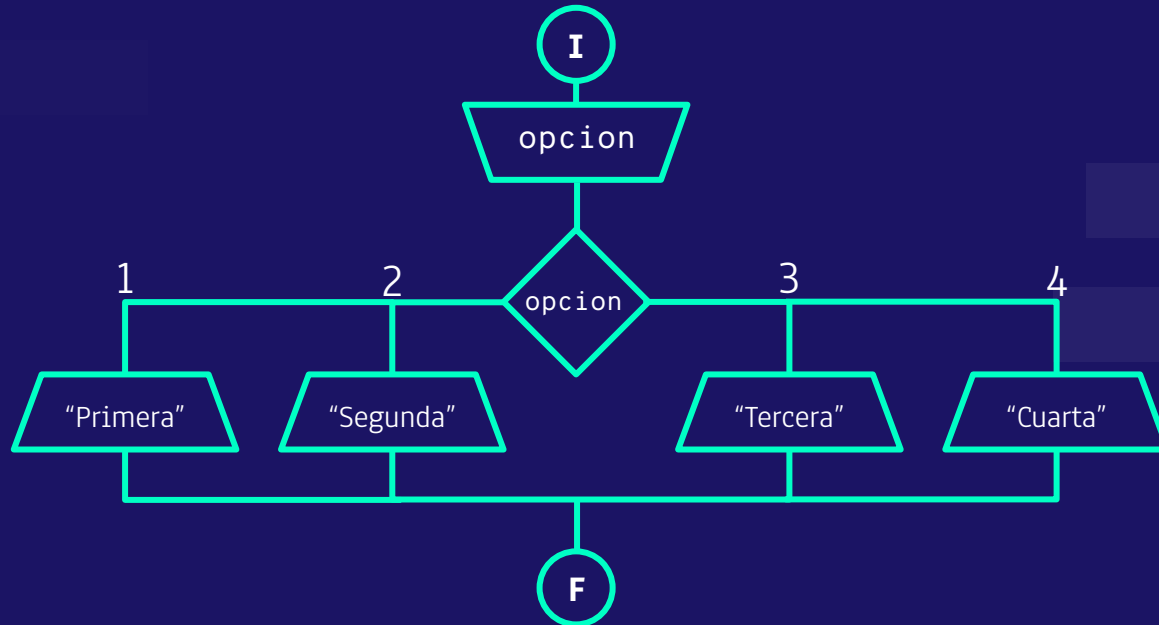 I
opcion
1
2
opcion
3
4
“Primera”
“Segunda”
“Tercera”
“Cuarta”
F